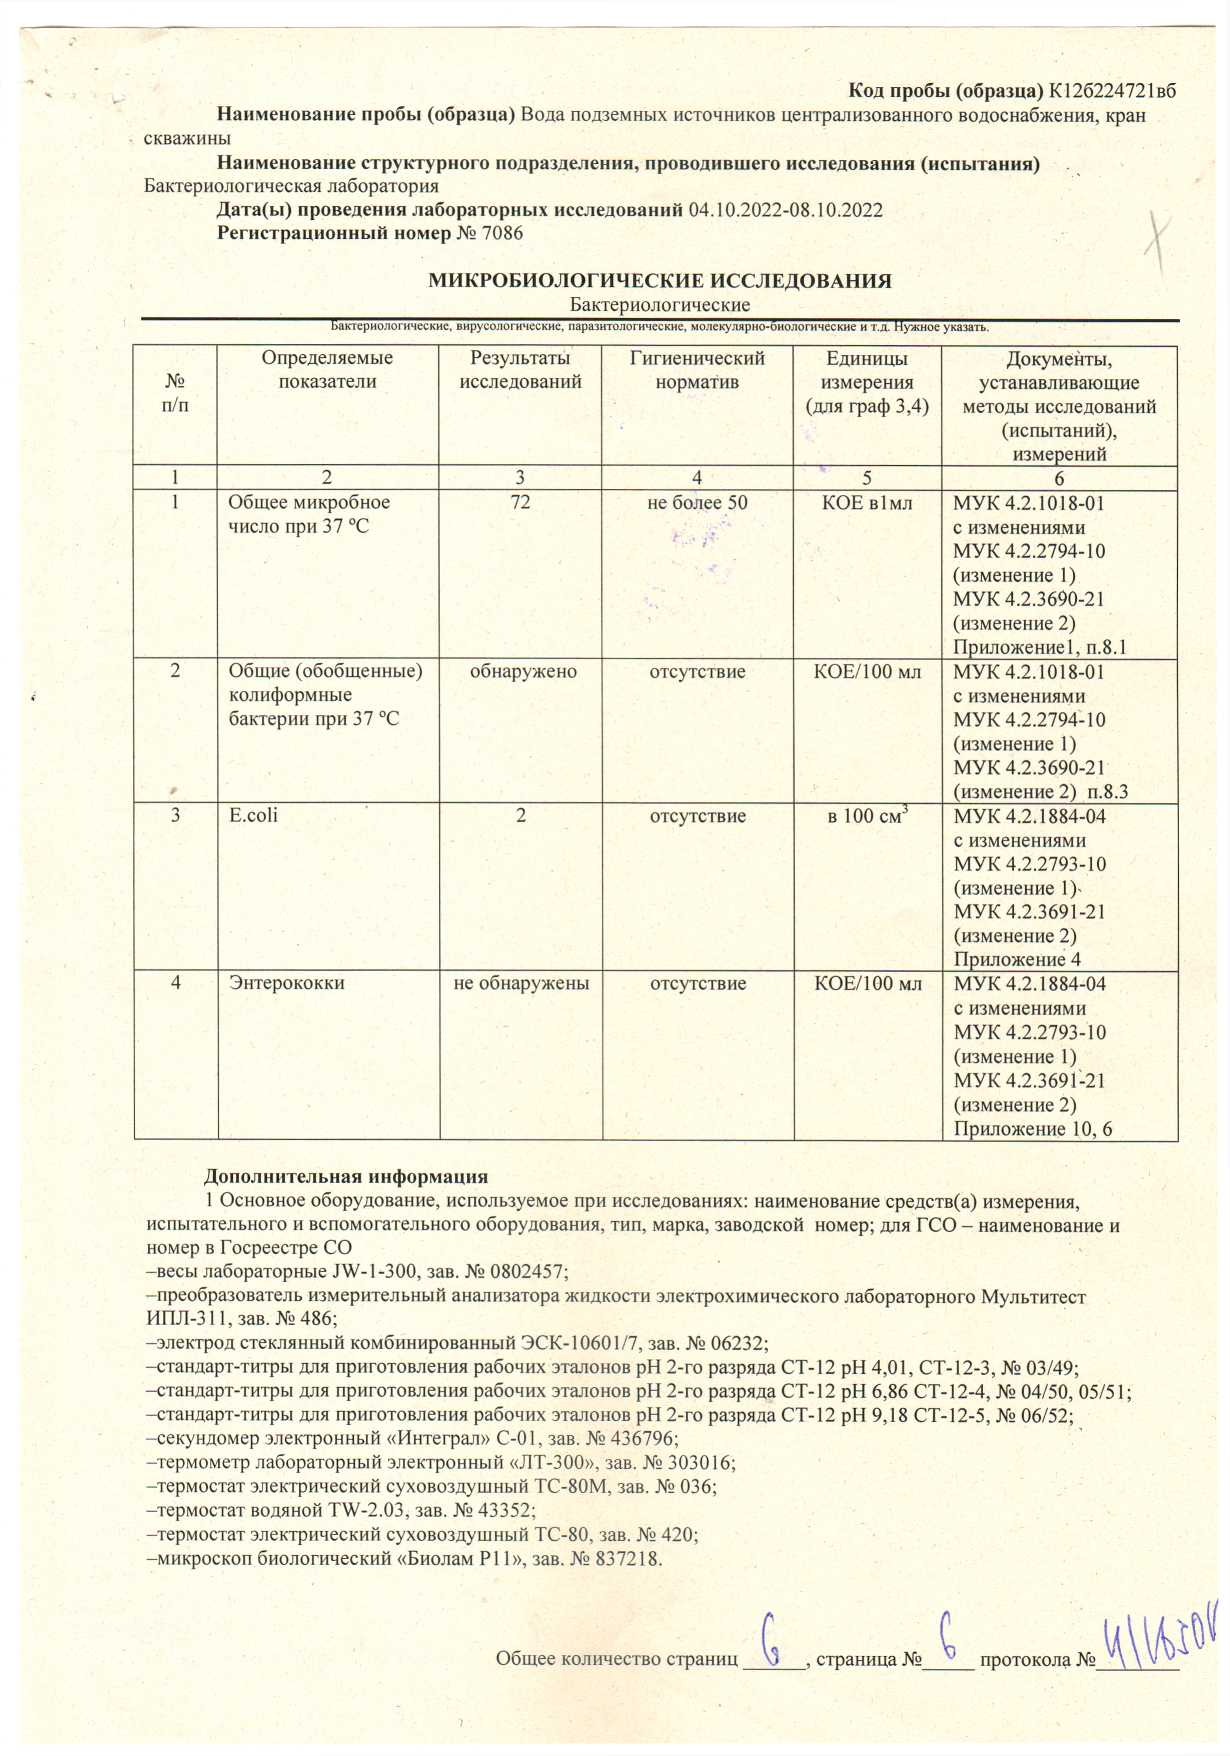 Код пробы (образца) К12б224721вб
Наименование пробы (образца) Вода подземных источников централизованного водоснабжения, кран
скважины
Наименование структурного подразделения, проводившего исследования (испытания)
Бактериологическая лаборатория
Дата(ы) проведения лабораторных исследований 04.10.2022-08.10.2022
Регистрационный номер № 7086
МИКРОБИОЛОГИЧЕСКИЕ ИССЛЕДОВАНИЯ
Бактериологические
Бактериологические, вирусологические, паразитологические, молекулярно-биологические и т.д. Нужное указать.
№
п/п
Определяемые
показатели
Результаты
исследований
Гигиенический
норматив
Единицы
измерения
(для граф 3,4)
Документы,
устанавливающие
методы исследований
(испытаний),
измерений
1 2 3 4 5 6
1
Общее микробное
число при 37 ºС
72
не более 50
КОЕ в1мл
МУК 4.2.1018-01
с изменениями
МУК 4.2.2794-10
(изменение 1)
МУК 4.2.3690-21
(изменение 2)
Приложение1, п.8.1
2
Общие (обобщенные)
колиформные
бактерии при 37 ºС
обнаружено
отсутствие
КОЕ/100 мл
МУК 4.2.1018-01
с изменениями
МУК 4.2.2794-10
(изменение 1)
МУК 4.2.3690-21
(изменение 2) п.8.3
3
E.coli
2
отсутствие
в 100 см³
МУК 4.2.1884-04
с изменениями
МУК 4.2.2793-10
(изменение 1)
МУК 4.2.3691-21
(изменение 2)
Приложение 4
4
Энтерококки
не обнаружены
отсутствие
КОЕ/100 мл
МУК 4.2.1884-04
с изменениями
МУК 4.2.2793-10
(изменение 1)
МУК 4.2.3691-21
(изменение 2)
Приложение 10, 6
Дополнительная информация
1 Основное оборудование, используемое при исследованиях: наименование средств(а) измерения,
испытательного и вспомогательного оборудования, тип, марка, заводской номер; для ГСО – наименование и
номер в Госреестре СО
–весы лабораторные JW-1-300, зав. № 0802457;
–преобразователь измерительный анализатора жидкости электрохимического лабораторного Мультитест
ИПЛ-311, зав. № 486;
–электрод стеклянный комбинированный ЭСК-10601/7, зав. № 06232;
–стандарт-титры для приготовления рабочих эталонов рН 2-го разряда СТ-12 рН 4,01, СТ-12-3, № 03/49;
–стандарт-титры для приготовления рабочих эталонов рН 2-го разряда СТ-12 рН 6,86 СТ-12-4, № 04/50, 05/51;
–стандарт-титры для приготовления рабочих эталонов рН 2-го разряда СТ-12 рН 9,18 СТ-12-5, № 06/52;
–секундомер электронный «Интеграл» С-01, зав. № 436796;
–термометр лабораторный электронный «ЛТ-300», зав. № 303016;
–термостат электрический суховоздушный ТС-80М, зав. № 036;
–термостат водяной TW-2.03, зав. № 43352;
–термостат электрический суховоздушный ТС-80, зав. № 420;
–микроскоп биологический «Биолам Р11», зав. № 837218.
Общее количество страниц 6, страница № 6 протокола №